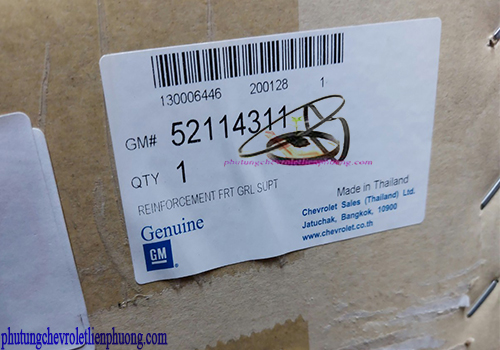 130006446 200128 1
GM# 52114311
phutungchevroletlienphuong.com
QTY 1
REINFORCEMENT FRT GRL SUPT
Made in Thailand
Genuine
Chevrolet Sales (Thailand) Ltd.
Jatuchak, Bangkok, 10900
www.chevrolet.co.th
GM
phutungchevroletlienphuong.com